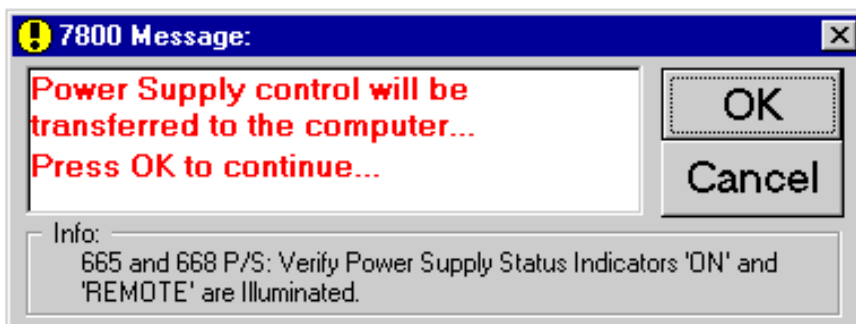 7800 Message:
Power Supply control will be
transferred to the computer...
Press OK to continue...
OK
Cancel
Info:
665 and 668 P/S: Verify Power Supply Status Indicators 'ON' and
'REMOTE' are Illuminated.